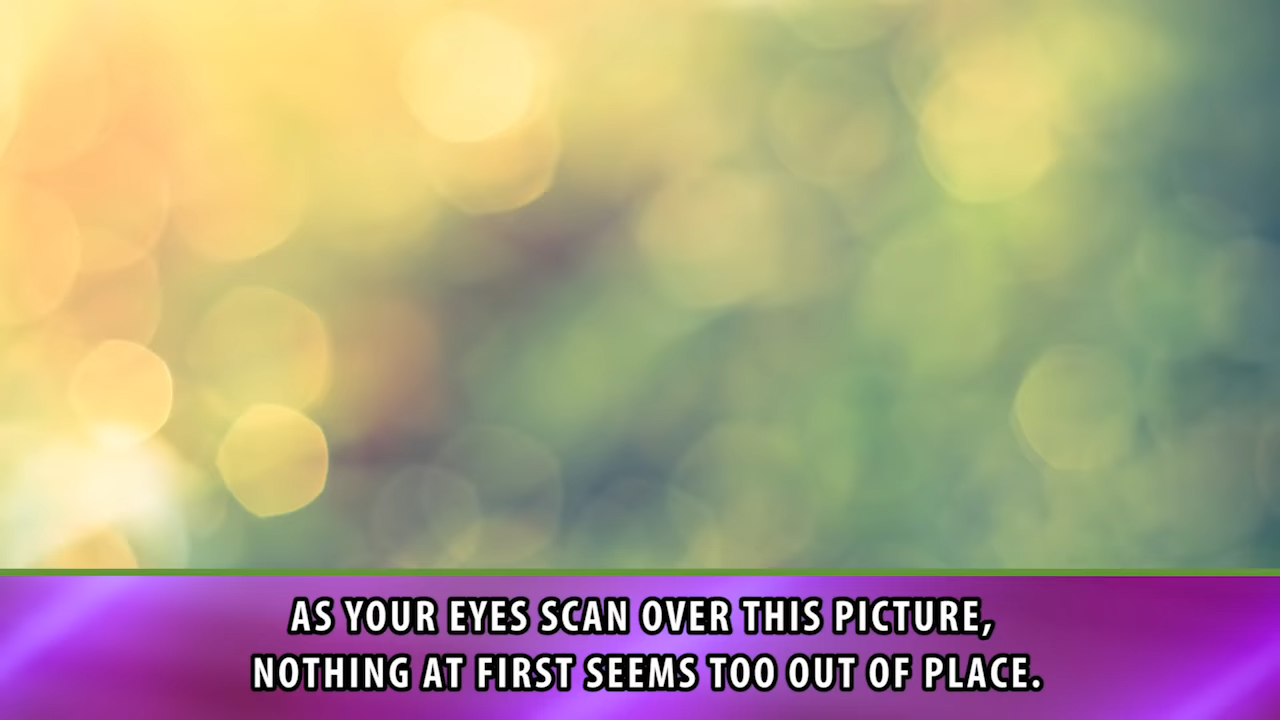 AS YOUR EYES SCAN OVER THIS PICTURE,
NOTHING AT FIRST SEEMS TOO OUT OF PLACE.